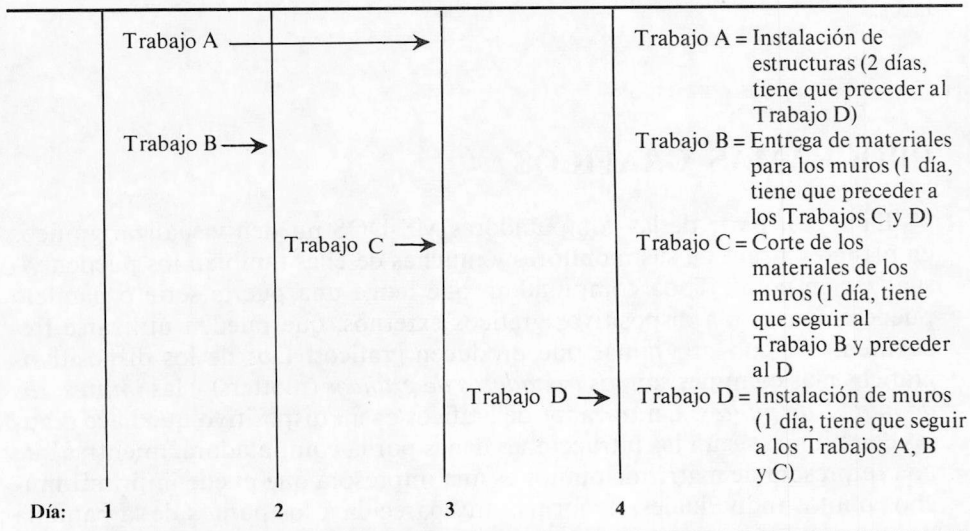 Trabajo A
Trabajo B
Trabajo C
Trabajo D
Trabajo A = Instalación de
estructuras (2 días,
tiene que preceder al
Trabajo D)
Trabajo B = Entrega de materiales
para los muros (1 día,
tiene que preceder a
los Trabajos C y D)
Trabajo C = Corte de los
materiales de los
muros (1 día, tiene
que seguir al
Trabajo B y preceder
al D
Trabajo D = Instalación de muros
(1 día, tiene que seguir
a los Trabajos A, B
y C)
Día: 1 2 3 4